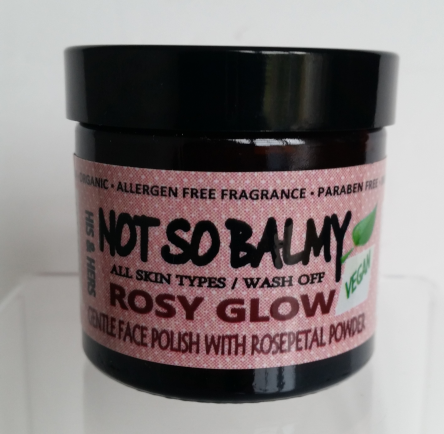 ORGANIC • ALLERGEN FREE FRAGRANCE • PARABEN FREE
HIS & HERS
NOT SO BALMY
VEGAN
ALL SKIN TYPES / WASH OFF
ROSY GLOW
GENTLE FACE POLISH WITH ROSEPETAL POWDER